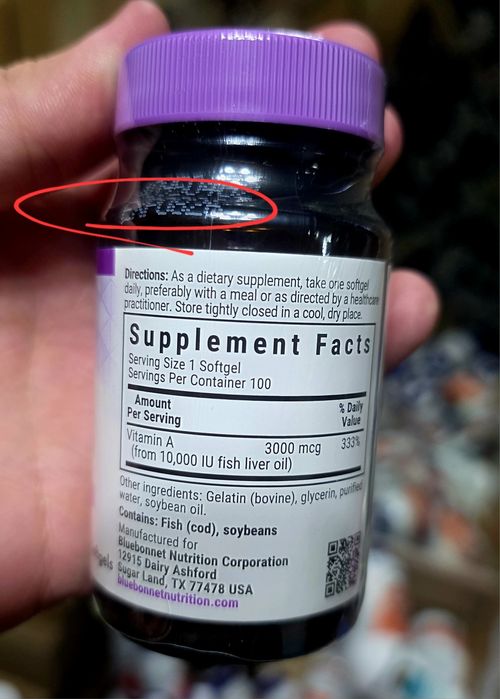 Directions: As a dietary supplement, take one softgel
daily, preferably with a meal or as directed by a healthcare
practitioner. Store tightly closed in a cool, dry place.
Supplement Facts
Serving Size 1 Softgel
Servings Per Container 100
Amount
Per Serving
% Daily
Value
Vitamin A 3000 mcg 333%
(from 10,000 IU fish liver oil)
Other ingredients: Gelatin (bovine), glycerin, purified
water, soybean oil.
Contains: Fish (cod), soybeans
Manufactured for
Bluebonnet Nutrition Corporation
12915 Dairy Ashford
Sugar Land, TX 77478 USA
bluebonnetnutrition.com